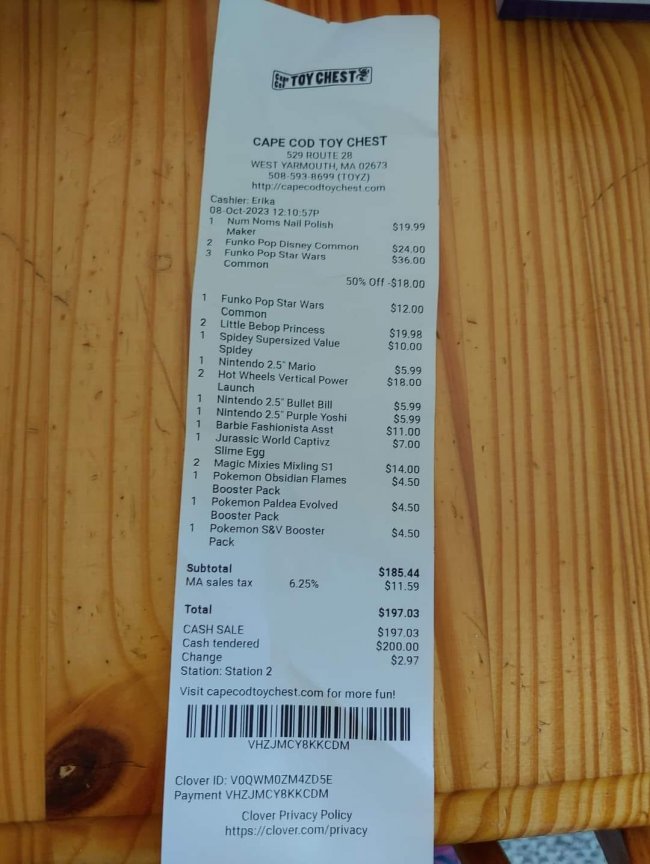 Cape Cod TOY CHEST
CAPE COD TOY CHEST
529 ROUTE 28
WEST YARMOUTH, MA 02673
508-593-8699 (TOYZ)
http://capecodtoychest.com
Cashier: Erika
08-Oct-2023 12:10:57P
1 Num Noms Nail Polish $19.99
Maker
2 Funko Pop Disney Common $24.00
3 Funko Pop Star Wars $36.00
Common
50% Off -$18.00
1 Funko Pop Star Wars $12.00
Common
2 Little Bebop Princess $19.98
1 Spidey Supersized Value $10.00
Spidey
1 Nintendo 2.5" Mario $5.99
2 Hot Wheels Vertical Power $18.00
Launch
1 Nintendo 2.5" Bullet Bill $5.99
1 Nintendo 2.5" Purple Yoshi $5.99
1 Barbie Fashionista Asst $11.00
1 Jurassic World Captivz $7.00
Slime Egg
2 Magic Mixies Mixling S1 $14.00
1 Pokemon Obsidian Flames $4.50
Booster Pack
1 Pokemon Paldea Evolved $4.50
Booster Pack
1 Pokemon S&V Booster $4.50
Pack
Subtotal $185.44
MA sales tax 6.25% $11.59
Total $197.03
CASH SALE $197.03
Cash tendered $200.00
Change $2.97
Station: Station 2
Visit capecodtoychest.com for more fun!
VHZJMCY8KKCDM
Clover ID: V0QWM0ZM4ZD5E
Payment VHZJMCY8KKCDM
Clover Privacy Policy
https://clover.com/privacy